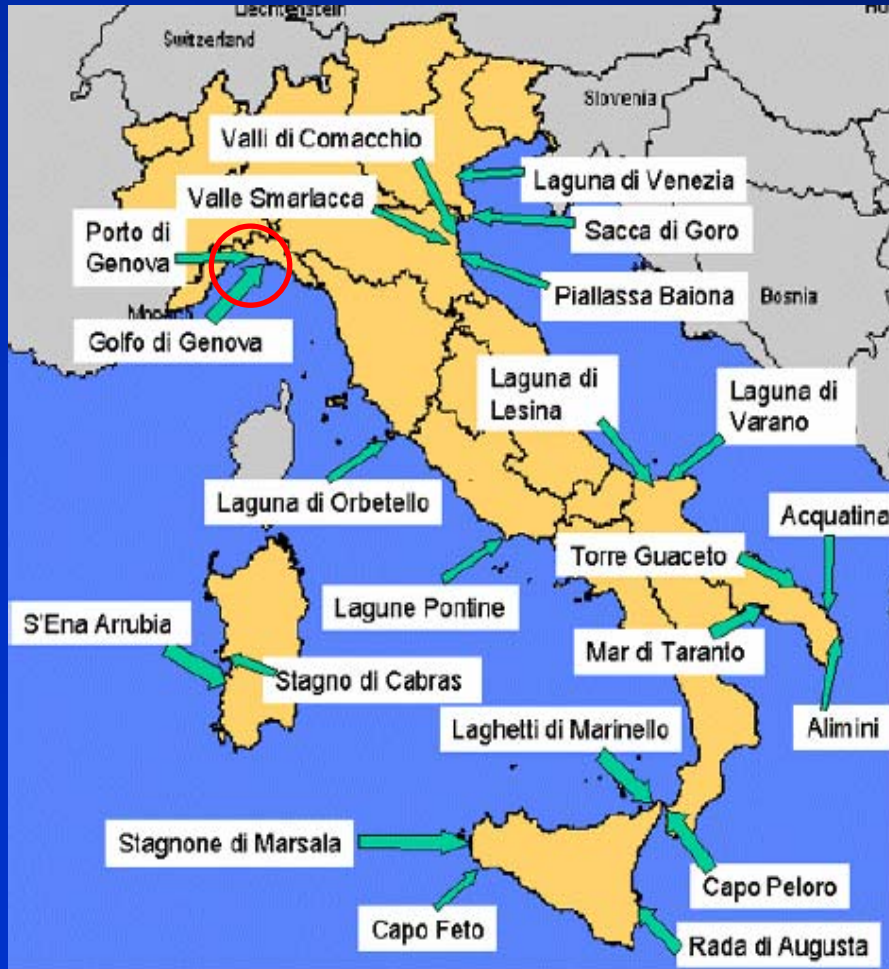 Liechtenstein
Switzerland
Slovenia
Valli di Comacchio
Laguna di Venezia
Valle Smarlacca
Sacca di Goro
Porto di
Genova
Piallassa Baiona
Bosnia
Golfo di Genova
Laguna di
Lesina
Laguna di
Varano
Laguna di Orbetello
Acquatina
Torre Guaceto
Lagune Pontine
S'Ena Arrubia
Mar di Taranto
Stagno di Cabras
Laghetti di Marinello
Alimini
Stagnone di Marsala
Capo Peloro
Capo Feto
Rada di Augusta